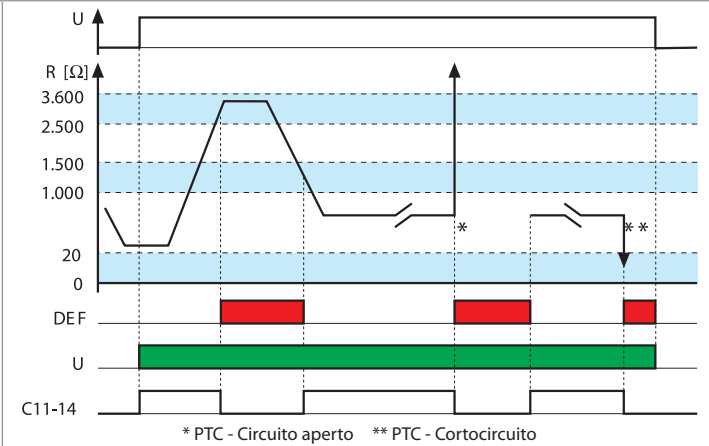 U
R [Ω]
3.600
2.500
1.500
1.000
*
**
20
0
DEF
U
C11-14
* PTC - Circuito aperto ** PTC - Cortocircuito